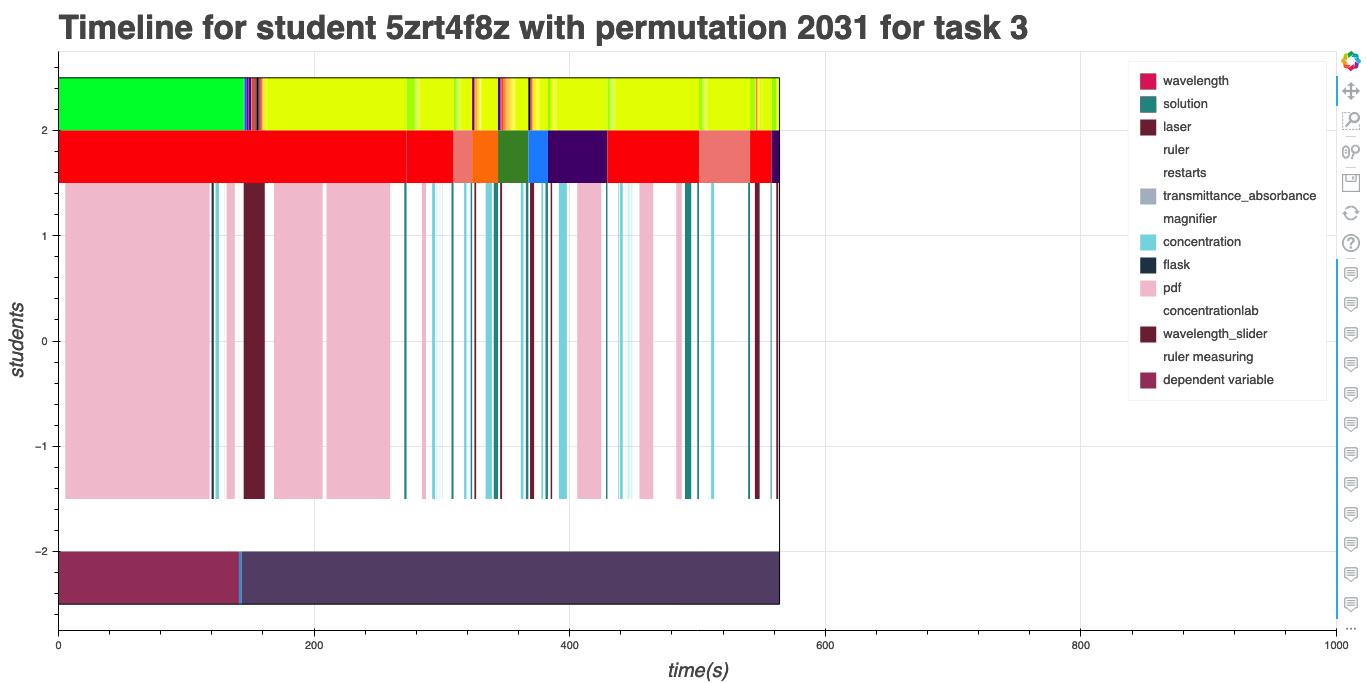 Timeline for student 5zrt4f8z with permutation 2031 for task 3
wavelength
solution
laser
ruler
restarts
transmittance_absorbance
magnifier
concentration
flask
pdf
concentrationlab
wavelength_slider
ruler measuring
dependent variable
students
2
1
0
−1
−2
0 200 400 600 800 1000
time(s)